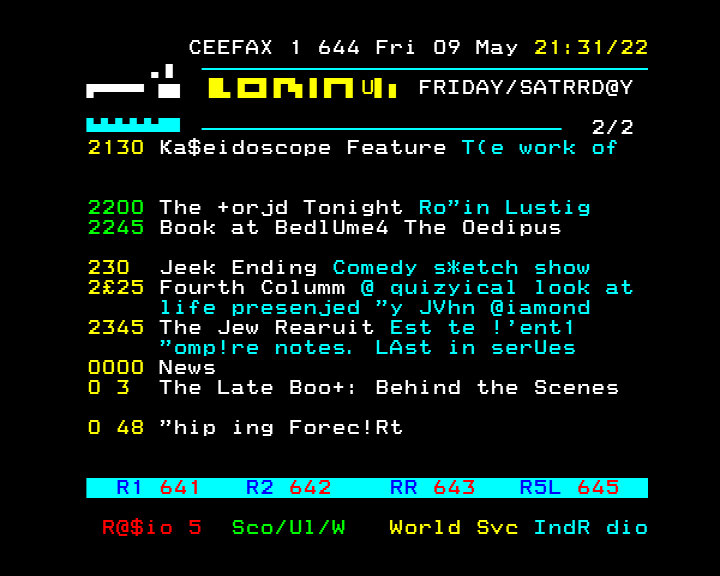 CEEFAX 1 644 Fri 09 May 21:31/22
FRIDAY/SATRRD@Y
2/2
2130 Ka$eidoscope Feature T(e work of
2200 The +orjd Tonight Ro"in Lustig
2245 Book at BedlUme4 The Oedipus
230 Jeek Ending Comedy s*etch show
2£25 Fourth Columm @ quizyical look at
life presenjed "y JVhn @iamond
2345 The Jew Rearuit Est te !'ent1
"omp!re notes. LAst in serUes
0000 News
0 3 The Late Boo+: Behind the Scenes
0 48 "hip ing Forec!Rt
R1 641 R2 642 RR 643 R5L 645
R@$io 5 Sco/Ul/W World Svc IndR dio